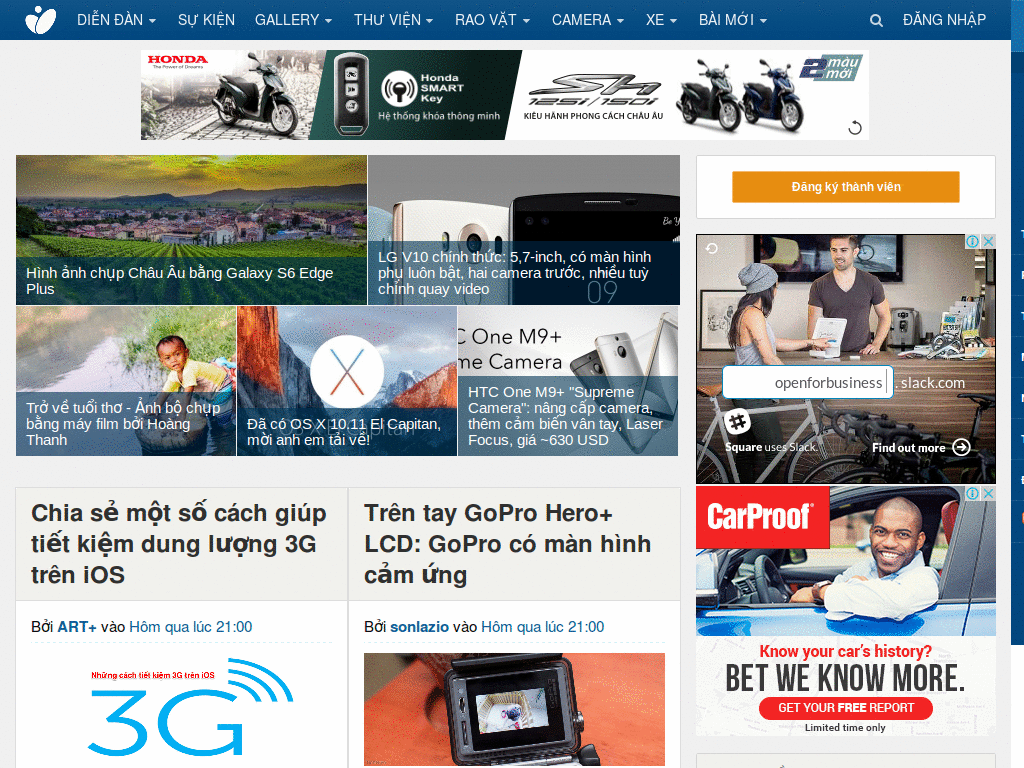 DIỄN ĐÀN SỰ KIỆN GALLERY THƯ VIỆN RAO VẶT CAMERA XE BÀI MỚI ĐĂNG NHẬP
HONDA
The Power of Dreams
Honda
SMART
Key
Hệ thống khóa thông minh
Sh
125i/150i
KIÊU HÃNH PHONG CÁCH CHÂU ÂU
2 màu
mới
Hình ảnh chụp Châu Âu bằng Galaxy S6 Edge
Plus
LG V10 chính thức: 5,7-inch, có màn hình
phụ luôn bật, hai camera trước, nhiều tuỳ
chỉnh quay video
09
Trở về tuổi thơ - Ảnh bộ chụp
bằng máy film bởi Hoàng
Thanh
Đã có OS X 10.11 El Capitan,
mời anh em tải về!
C One M9+
me Camera
HTC One M9+ "Supreme
Camera": nâng cấp camera,
thêm cảm biến vân tay, Laser
Focus, giá ~630 USD
Đăng ký thành viên
openforbusiness .slack.com
Square uses Slack.
Find out more
CarProof
Know your car's history?
BET WE KNOW MORE.
GET YOUR FREE REPORT
Limited time only
Chia sẻ một số cách giúp
tiết kiệm dung lượng 3G
trên iOS
Bởi ART+ vào Hôm qua lúc 21:00
Những cách tiết kiệm 3G trên iOS
3G
Trên tay GoPro Hero+
LCD: GoPro có màn hình
cảm ứng
Bởi sonlazio vào Hôm qua lúc 21:00